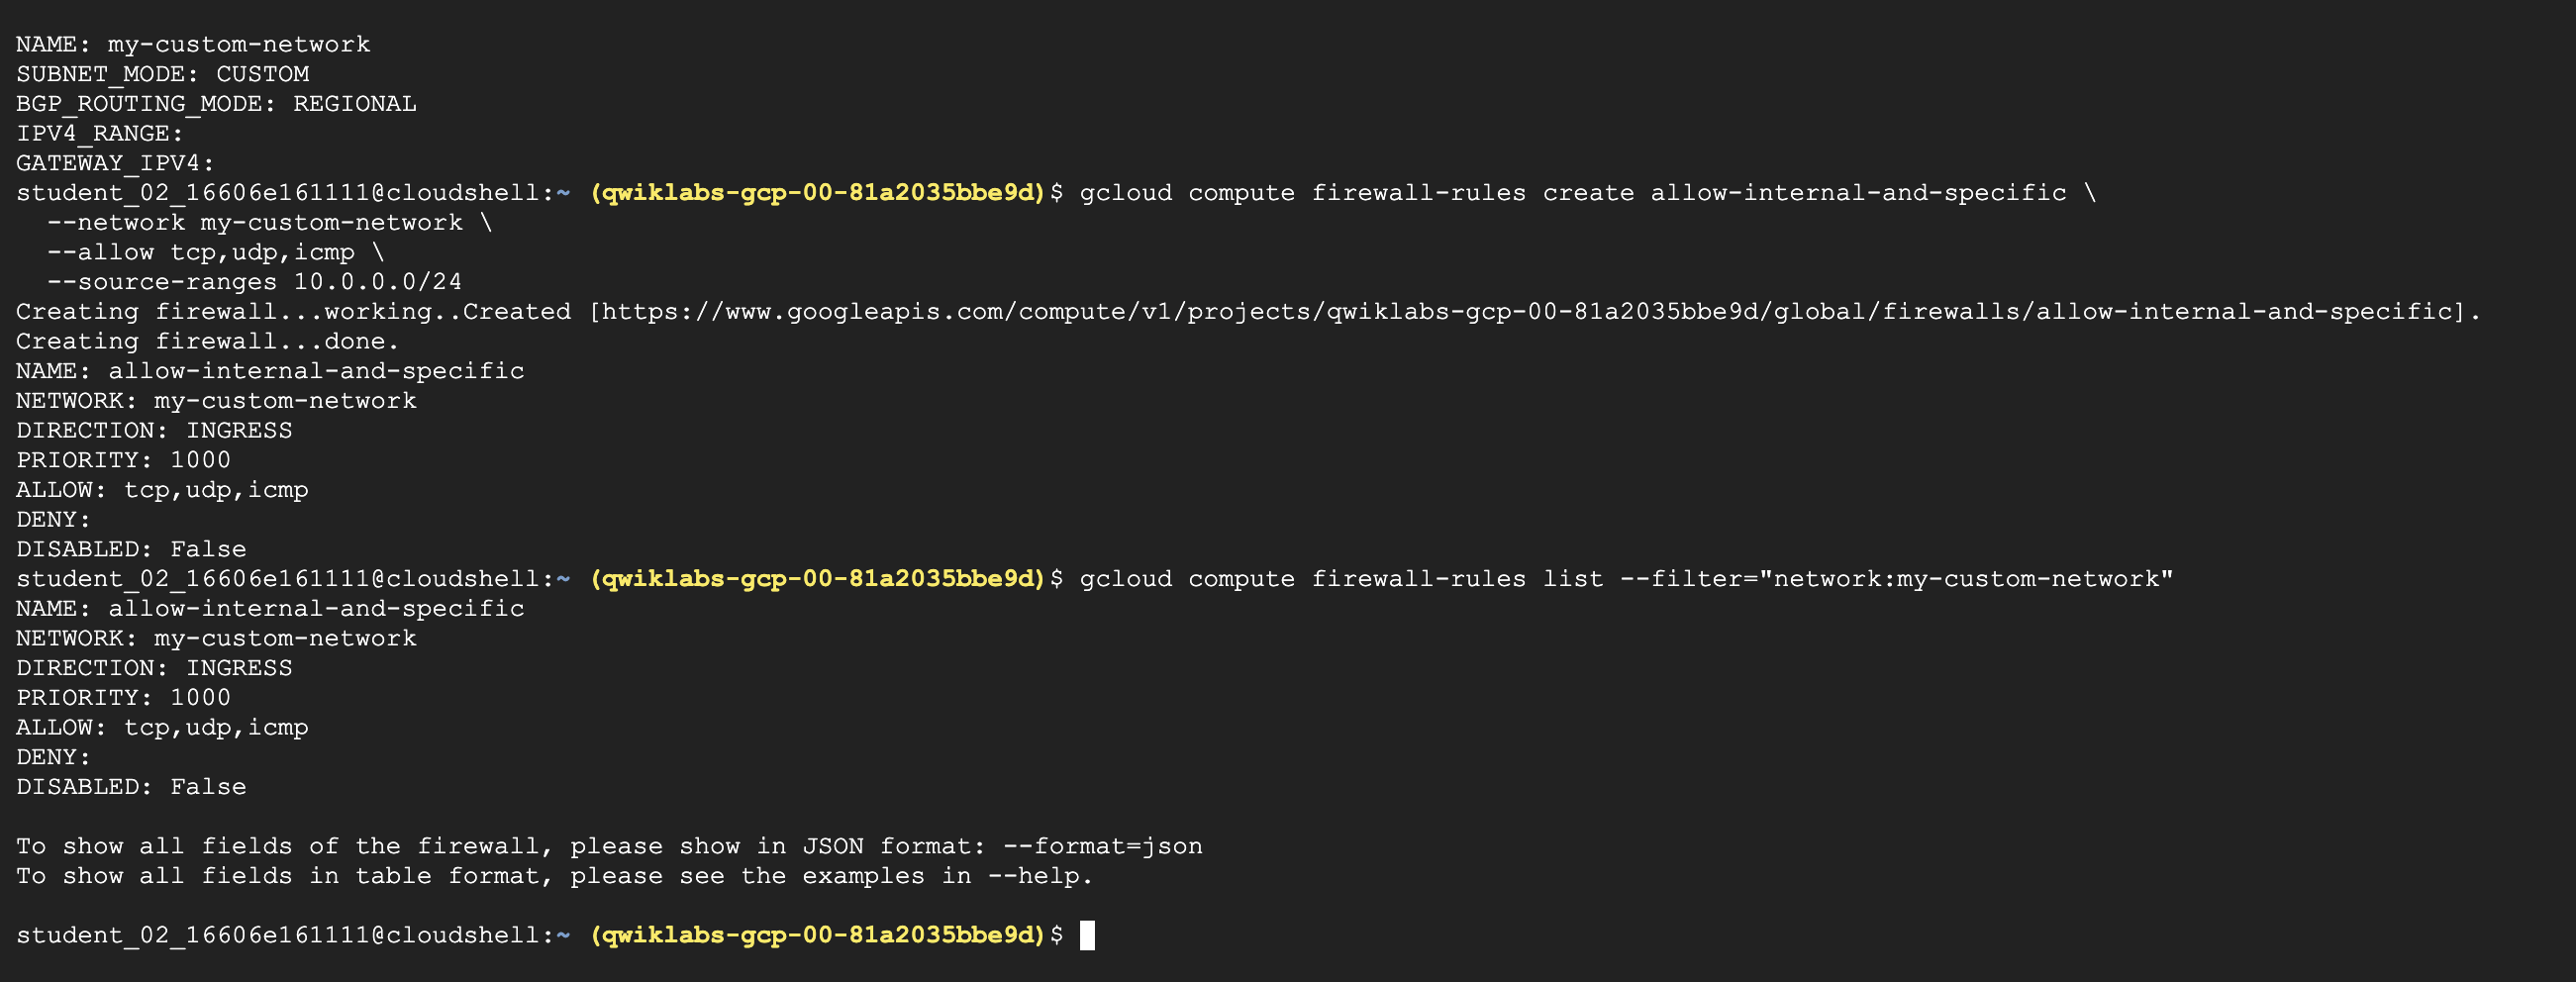 NAME: my-custom-network
SUBNET_MODE: CUSTOM
BGP_ROUTING_MODE: REGIONAL
IPV4_RANGE:
GATEWAY_IPV4:
student_02_16606e161111@cloudshell:~ (qwiklabs-gcp-00-81a2035bbe9d)$ gcloud compute firewall-rules create allow-internal-and-specific \
  --network my-custom-network \
  --allow tcp,udp,icmp \
  --source-ranges 10.0.0.0/24
Creating firewall...working..Created [https://www.googleapis.com/compute/v1/projects/qwiklabs-gcp-00-81a2035bbe9d/global/firewalls/allow-internal-and-specific].
Creating firewall...done.
NAME: allow-internal-and-specific
NETWORK: my-custom-network
DIRECTION: INGRESS
PRIORITY: 1000
ALLOW: tcp,udp,icmp
DENY:
DISABLED: False
student_02_16606e161111@cloudshell:~ (qwiklabs-gcp-00-81a2035bbe9d)$ gcloud compute firewall-rules list --filter="network:my-custom-network"
NAME: allow-internal-and-specific
NETWORK: my-custom-network
DIRECTION: INGRESS
PRIORITY: 1000
ALLOW: tcp,udp,icmp
DENY:
DISABLED: False
To show all fields of the firewall, please show in JSON format: --format=json
To show all fields in table format, please see the examples in --help.
student_02_16606e161111@cloudshell:~ (qwiklabs-gcp-00-81a2035bbe9d)$